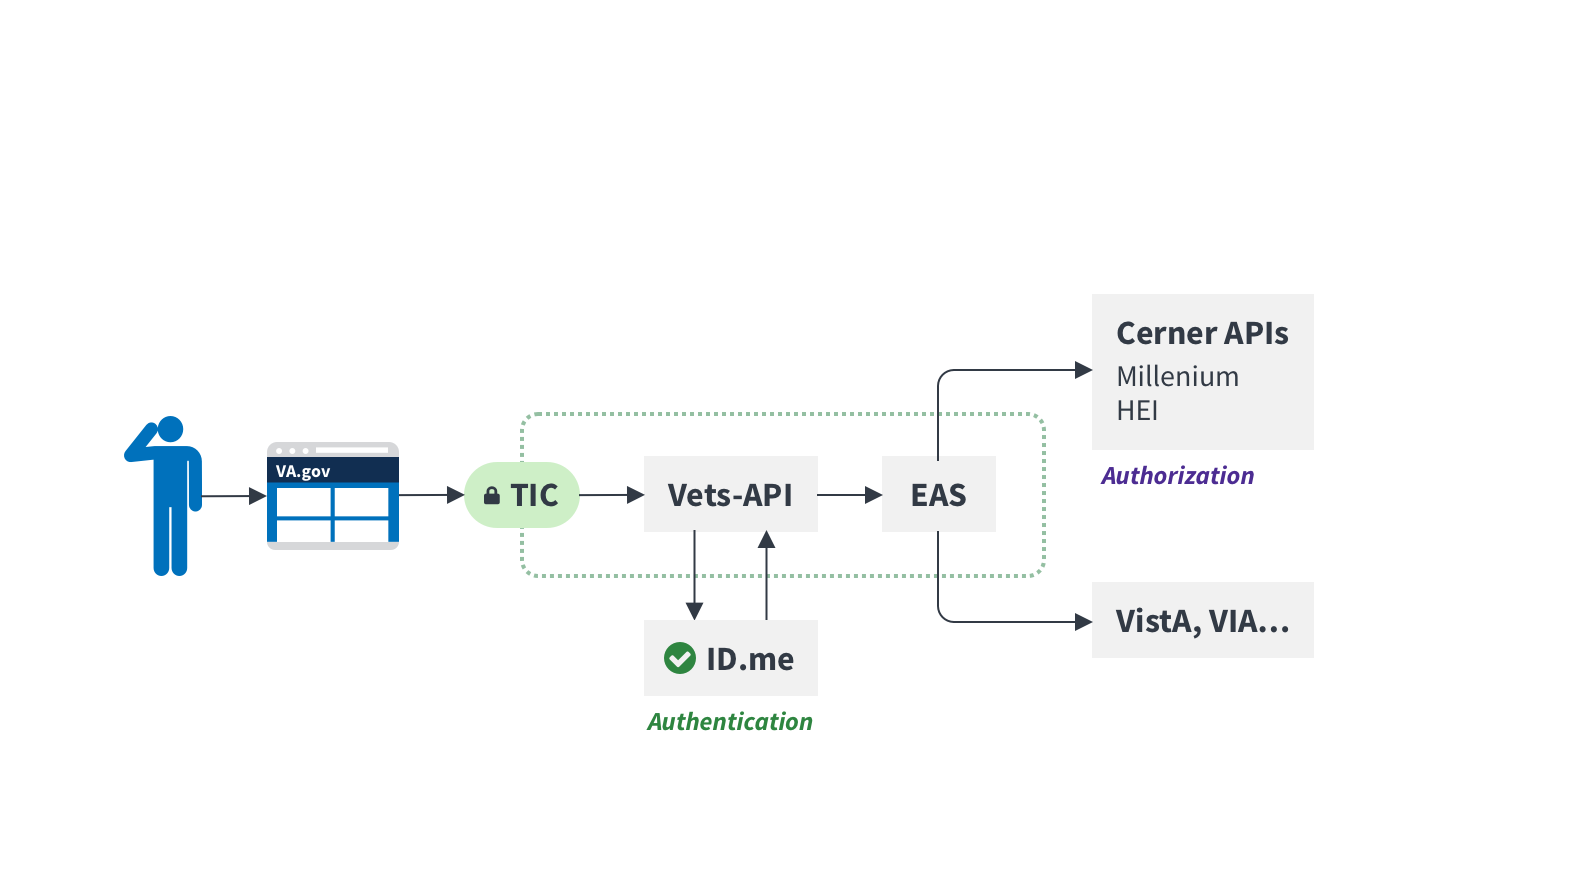 VA.gov
TIC
Vets-API
EAS
ID.me
Authentication
Cerner APIs
Millenium
HEI
Authorization
VistA, VIA...